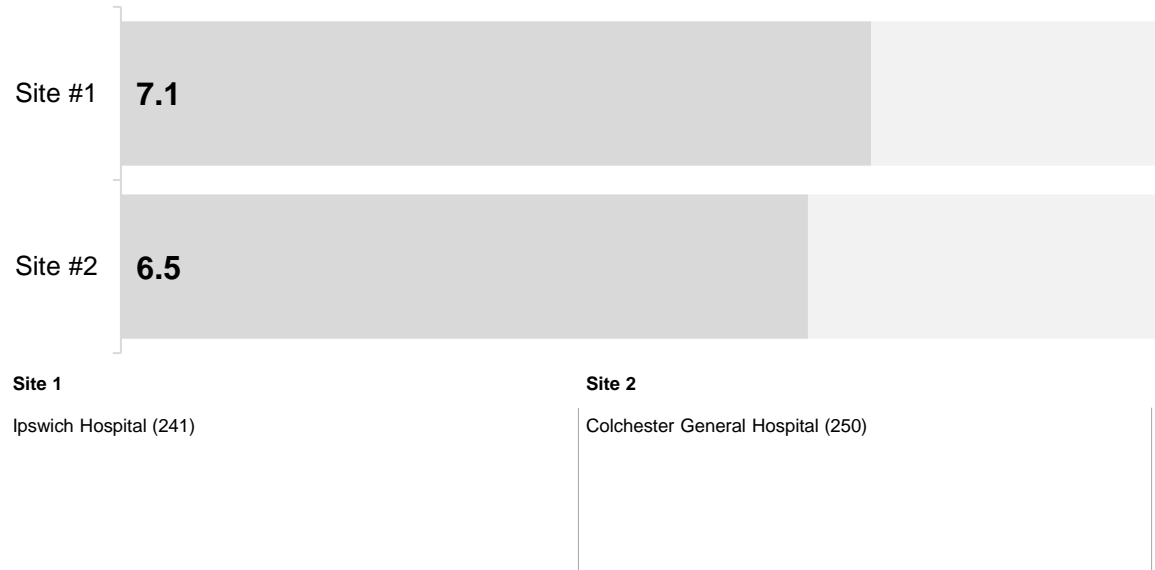 Site #1 7.1
Site #2 6.5
Site 1 Site 2
Ipswich Hospital (241) Colchester General Hospital (250)